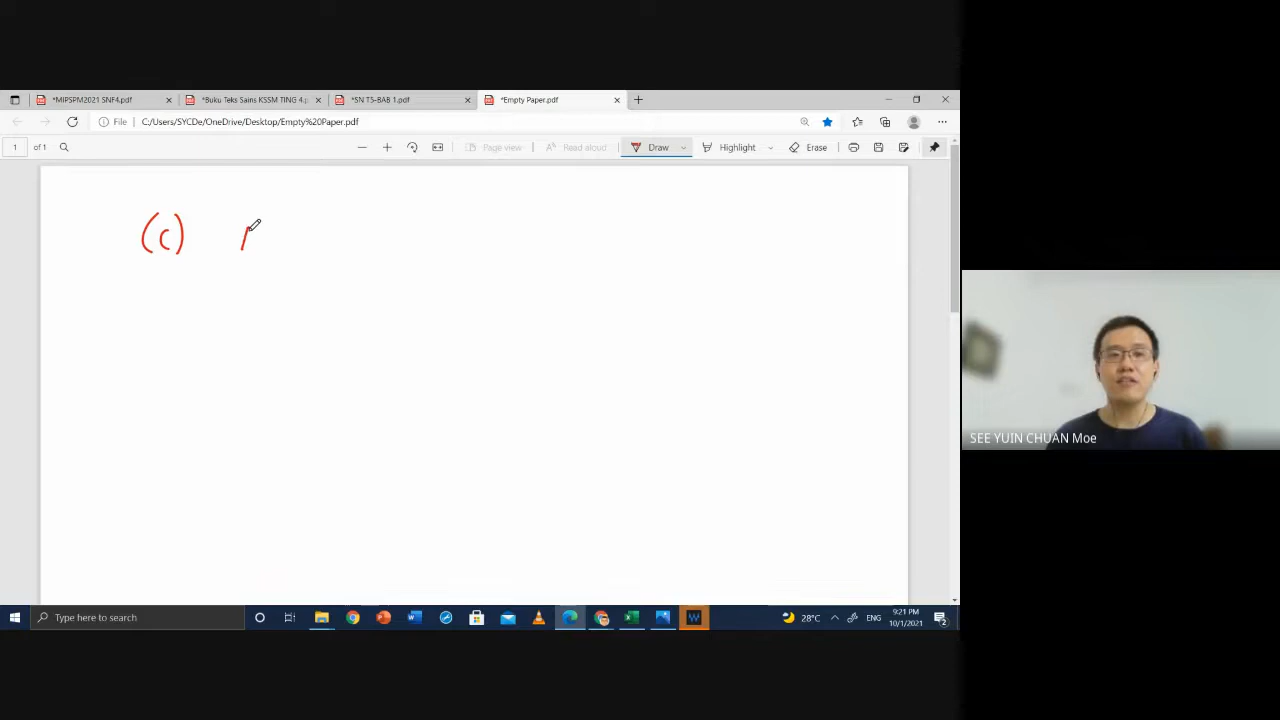 *MIPSPM2021 SNF4.pdf
*Buku Teks Sains KSSM TING 4.p
*SN T5-BAB 1.pdf
*Empty Paper.pdf
File
C:/Users/SYCDe/OneDrive/Desktop/Empty%20Paper.pdf
1 of 1
Page view
Read aloud
Draw
Highlight
Erase
(c)
SEE YUIN CHUAN Moe
Type here to search
28°C
ENG
9:21 PM
10/1/2021
2